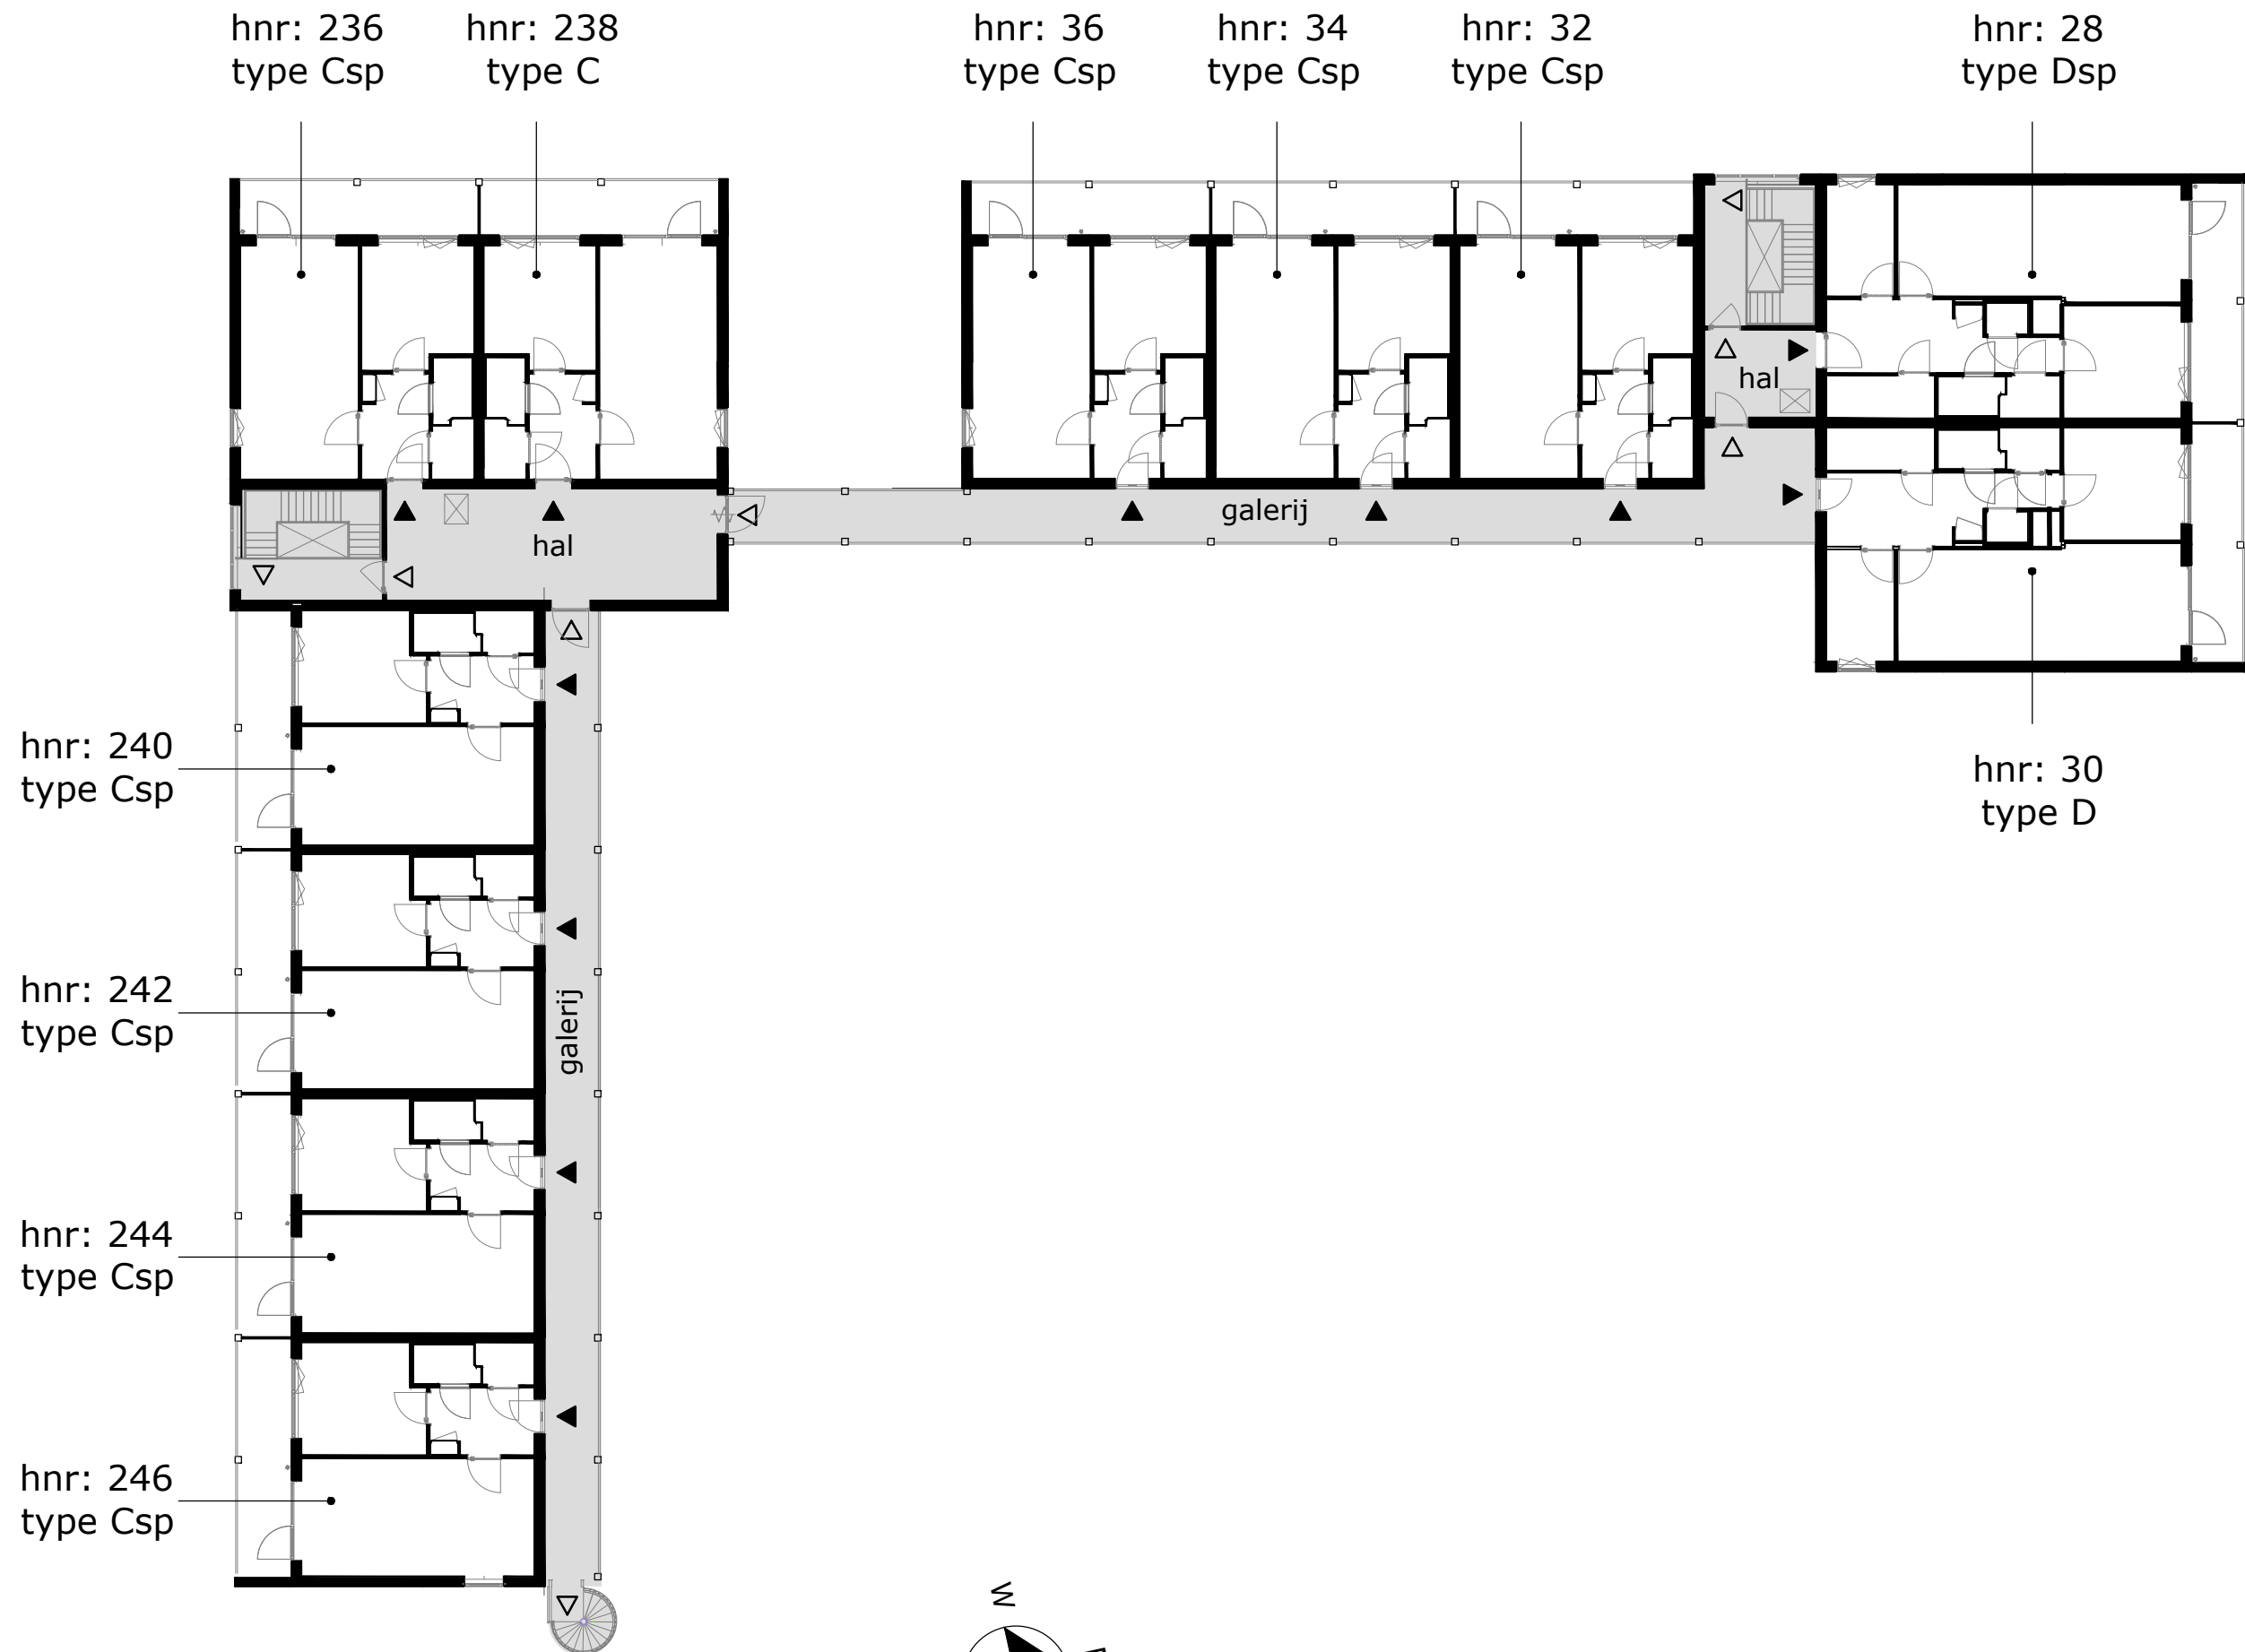 hnr: 236
type Csp
hnr: 238
type C
hnr: 36
type Csp
hnr: 34
type Csp
hnr: 32
type Csp
hnr: 28
type Dsp
hal
galerij
hal
hnr: 240
type Csp
hnr: 30
type D
hnr: 242
type Csp
galerij
hnr: 244
type Csp
hnr: 246
type Csp